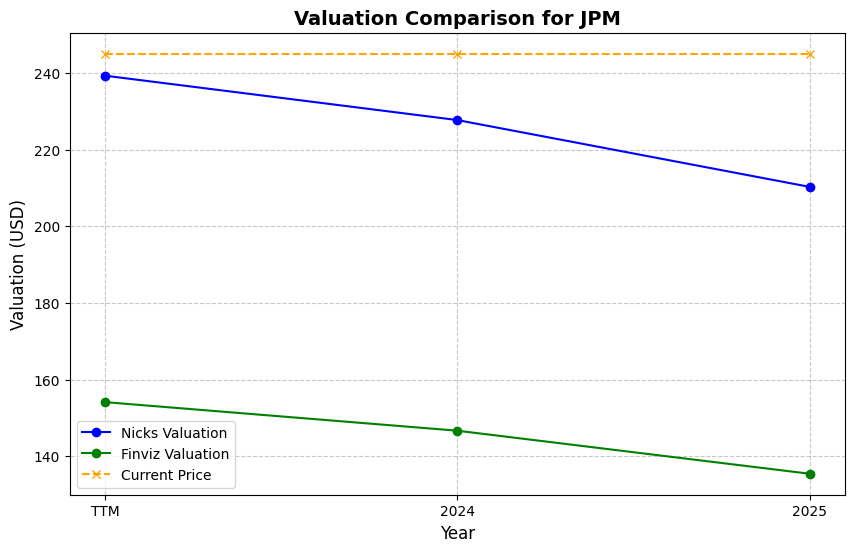 Valuation Comparison for JPM
Valuation (USD)
240
220
200
180
160
140
Nicks Valuation
Finviz Valuation
Current Price
TTM
2024
2025
Year